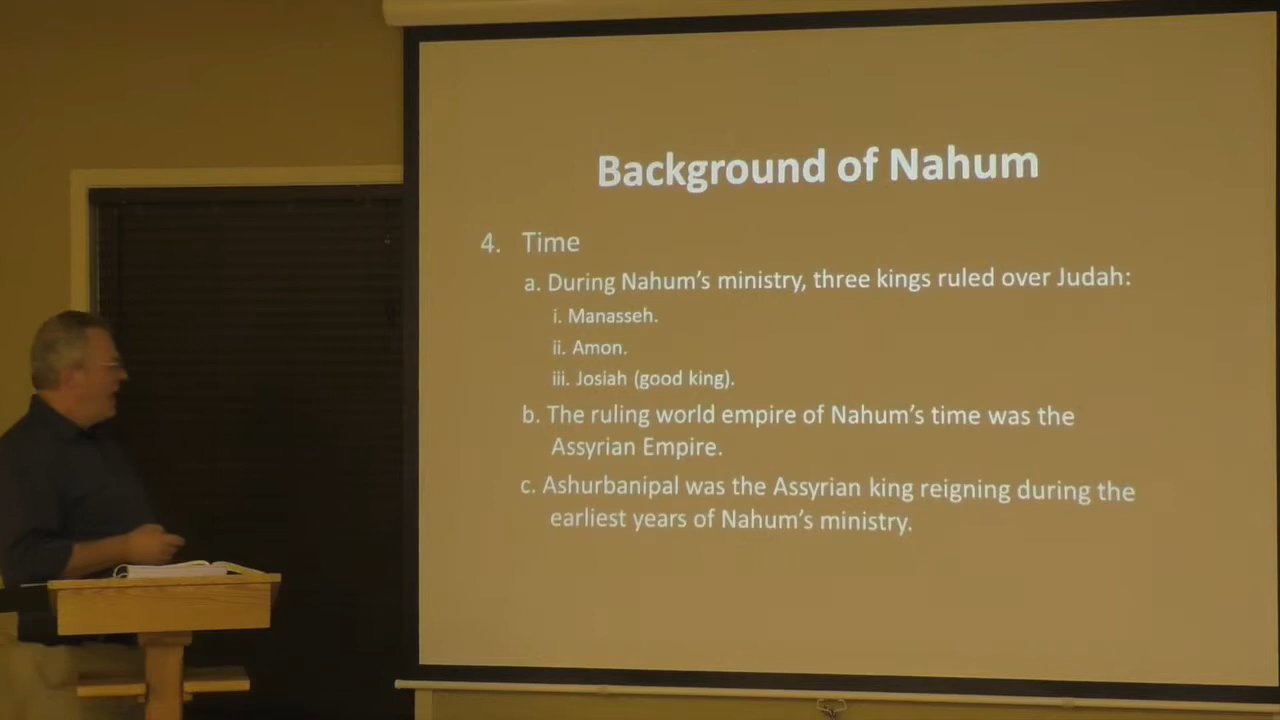 Background of Nahum
4. Time
a. During Nahum's ministry, three kings ruled over Judah:
i. Manasseh.
ii. Amon.
iii. Josiah (good king).
b. The ruling world empire of Nahum's time was the
Assyrian Empire.
c. Ashurbanipal was the Assyrian king reigning during the
earliest years of Nahum's ministry.